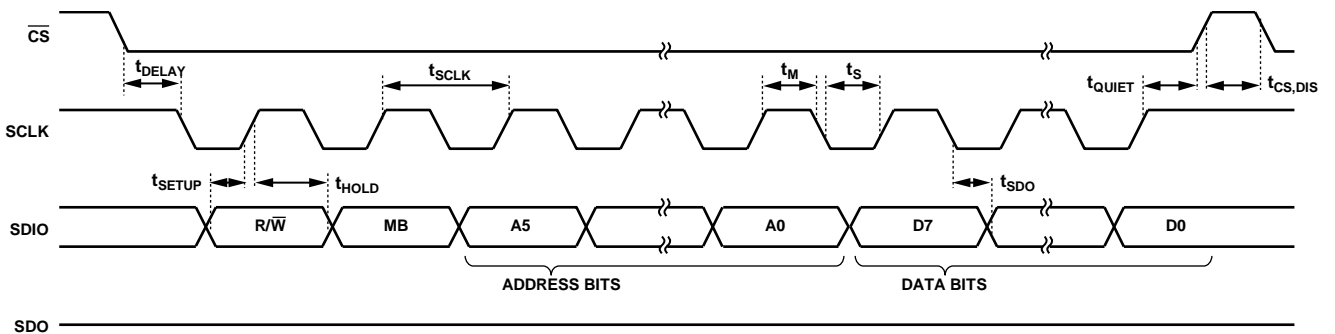 CS
tDELAY tSCLK tM tS tQUIET tCS,DIS
SCLK
tSETUP tHOLD tSDO
SDIO R/W MB A5 A0 D7 D0
ADDRESS BITS DATA BITS
SDO